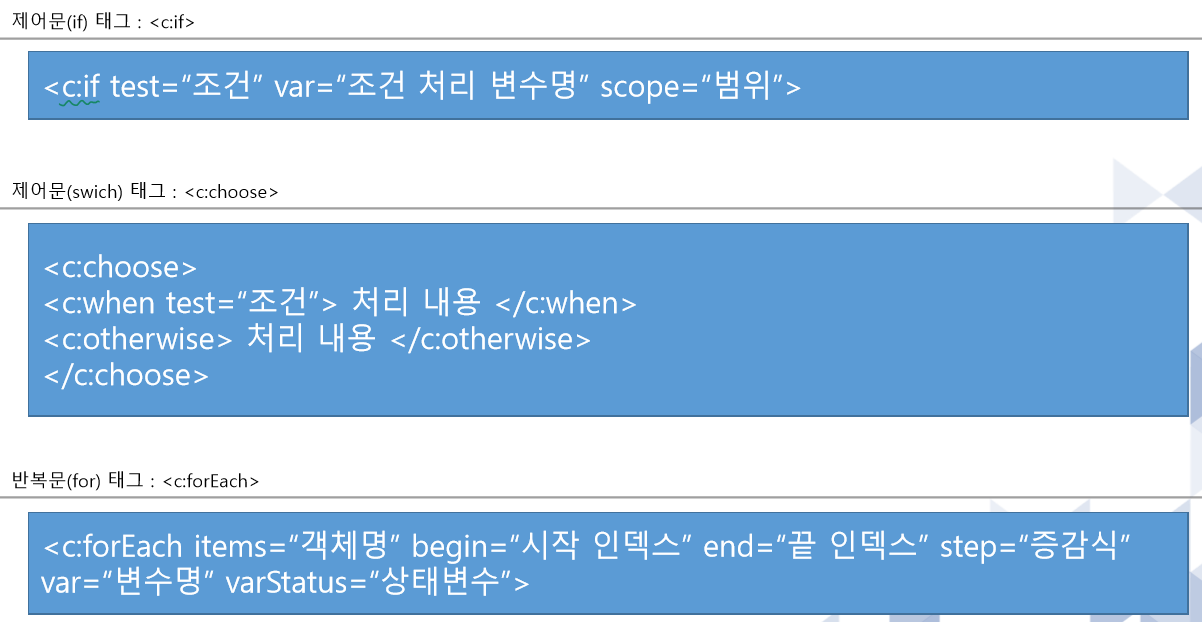 제어문(if) 태그 : <c:if>
<c:if test=“조건” var=“조건 처리 변수명” scope=“범위”>
제어문(swich) 태그 : <c:choose>
<c:choose>
<c:when test=“조건”> 처리 내용 </c:when>
<c:otherwise> 처리 내용 </c:otherwise>
</c:choose>
반복문(for) 태그 : <c:forEach>
<c:forEach items=“객체명” begin=“시작 인덱스” end=“끝 인덱스” step=“증감식”
var=“변수명” varStatus=“상태변수”>